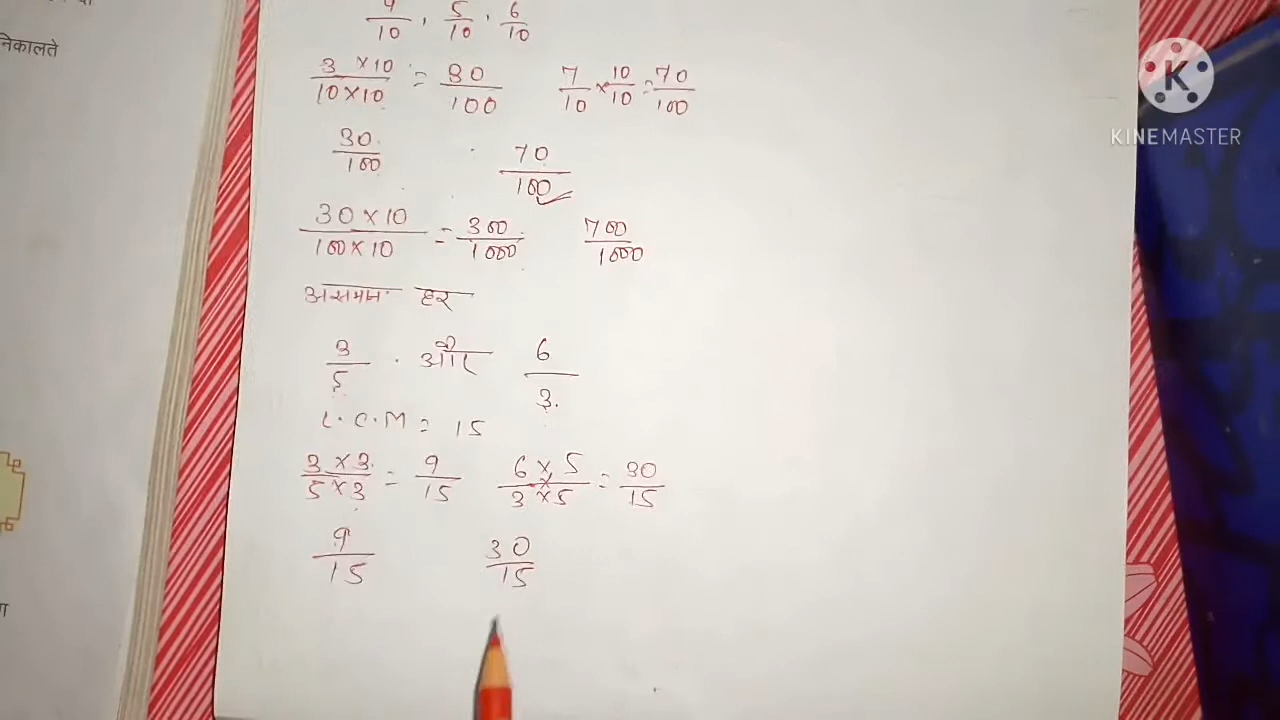 निकालते
4/10 , 5/10 , 6/10
3 × 10 / 10 × 10 = 30/100 7/10 × 10/10 = 70/100
30/100 70/100
30 × 10 / 100 × 10 = 300/1000 700/1000
असमान हर
3/5 और 6/3
L.C.M = 15
3 × 3 / 5 × 3 = 9/15 6 × 5 / 3 × 5 = 30/15
9/15 30/15
K
KINEMASTER